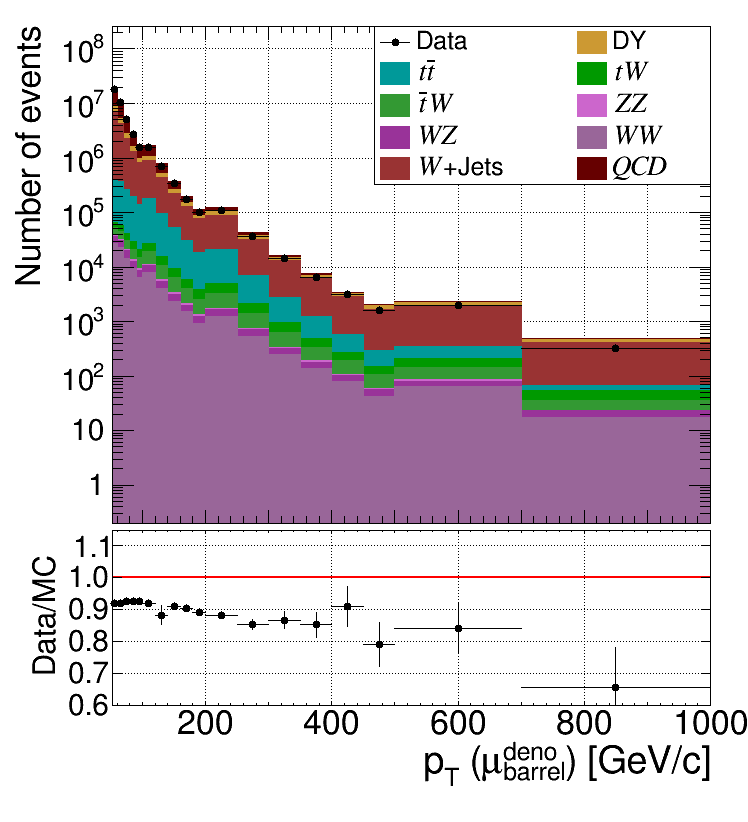 Number of events
10⁸
10⁷
10⁶
10⁵
10⁴
10³
10²
10
1
Data
DY
tt̄
tW
t̄W
ZZ
WZ
WW
W+Jets
QCD
Data/MC
1.1
1.0
0.9
0.8
0.7
0.6
200 400 600 800 1000
p_T (μ^deno_barrel) [GeV/c]